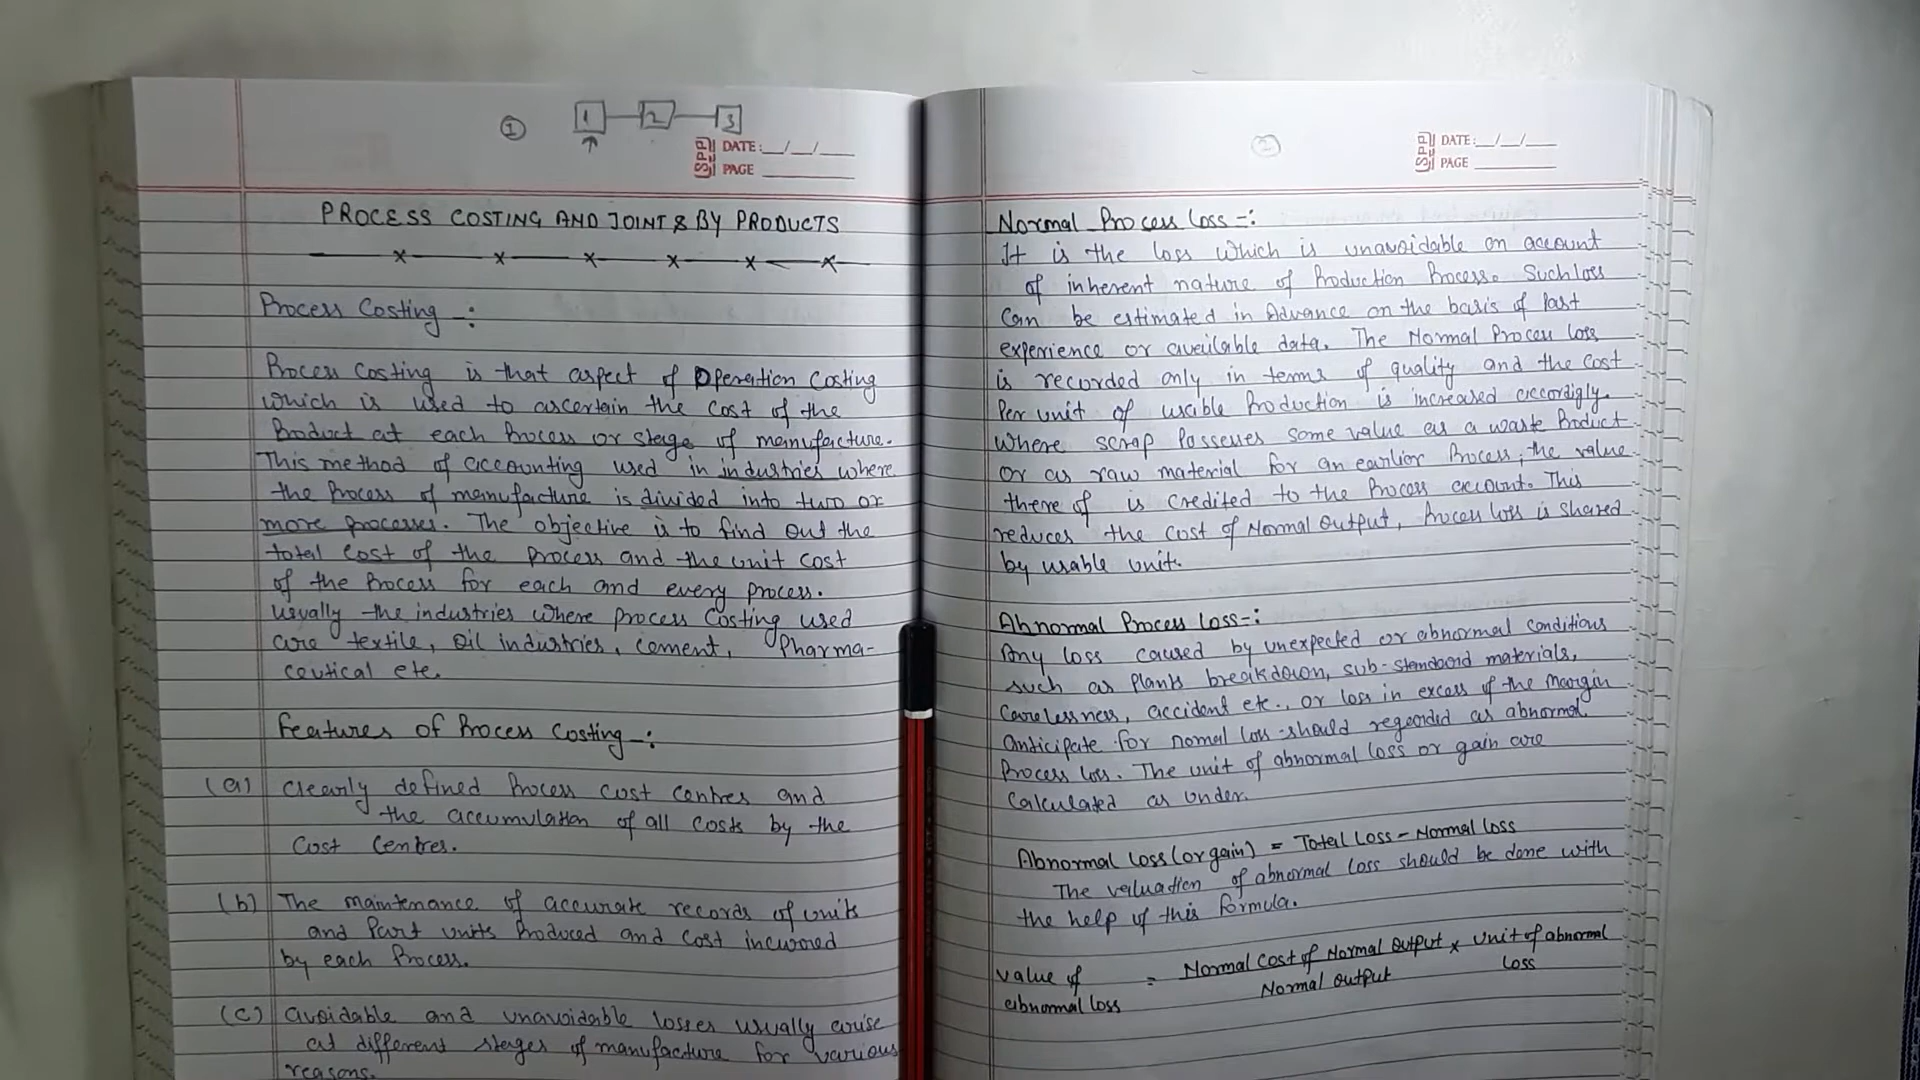 ① 1 2 3
SPJ DATE:__/__/___
PAGE
PROCESS COSTING AND JOINT & BY PRODUCTS
Process Costing -:
Process Costing is that aspect of Operation Costing
which is used to ascertain the cost of the
Product at each Process or stage of manufacture.
This method of accounting used in industries where
the Process of manufacture is divided into two or
more processes. The objective is to find out the
total cost of the process and the unit cost
of the Process for each and every process.
usually the industries where process Costing used
are textile, oil industries, cement, Pharma-
ceutical etc.
Features of Process Costing -:
(a) clearly defined Process cost centres and
the accumulation of all costs by the
Cost Centres.
(b) The maintenance of accurate records of units
and Part units Produced and cost incurred
by each Process.
(c) avoidable and unavoidable losses usually arise
at different stages of manufacture for various
reasons.
②
SPJ DATE:__/__/___
PAGE
Normal Process Loss -:
It is the loss which is unavoidable on account
of inherent nature of Production Process. Such loss
Can be estimated in Advance on the basis of Past
experience or available data. The Normal Process loss
is recorded only in terms of quality and the cost
Per unit of usible Production is increased accordigly.
Where scrap Possesses some value as a waste Product
or as raw material for an earlier Process, the value
there of is credited to the Process account. This
reduces the cost of Normal Output, Process loss is shared
by usable unit.
Abnormal Process Loss -:
Any loss caused by unexpected or abnormal conditions
such as Plants breakdown, sub-standard materials,
Carelessness, accident etc., or loss in excess of the margin
anticipate for nomal loss should regarded as abnormal
Process loss. The unit of abnormal loss or gain are
Calculated as under.
Abnormal Loss (or gain) = Total Loss - Normal loss
The valuation of abnormal loss should be done with
the help of this formula.
Value of abnormal loss = Normal Cost of Normal Output / Normal Output × Unit of abnormal Loss